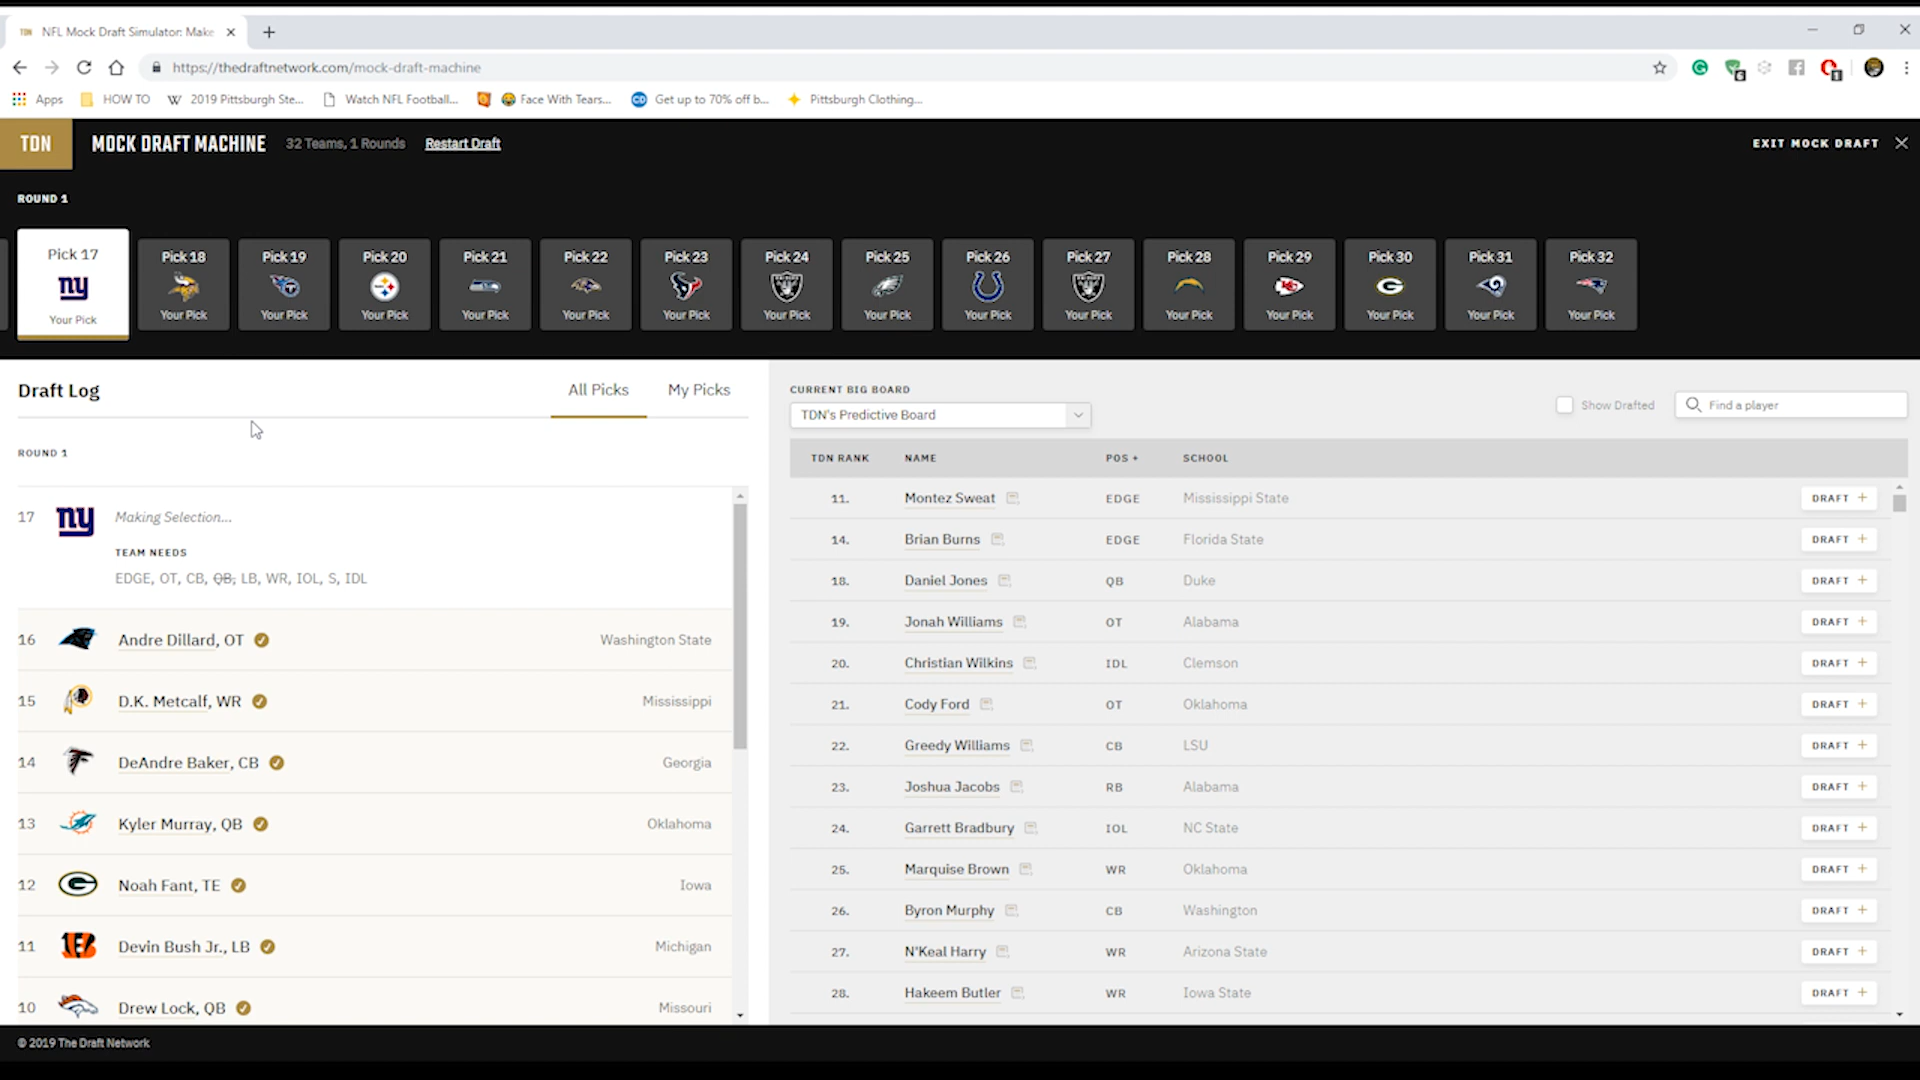 TDN NFL Mock Draft Simulator: Make
https://thedraftnetwork.com/mock-draft-machine
Apps HOW TO W 2019 Pittsburgh Ste... Watch NFL Football... Face With Tears... CD Get up to 70% off b... Pittsburgh Clothing...
TDN MOCK DRAFT MACHINE 32 Teams, 1 Rounds Restart Draft EXIT MOCK DRAFT
ROUND 1
Pick 17 Pick 18 Pick 19 Pick 20 Pick 21 Pick 22 Pick 23 Pick 24 Pick 25 Pick 26 Pick 27 Pick 28 Pick 29 Pick 30 Pick 31 Pick 32
ny
Your Pick Your Pick Your Pick Your Pick Your Pick Your Pick Your Pick Your Pick Your Pick Your Pick Your Pick Your Pick Your Pick Your Pick Your Pick Your Pick
Draft Log All Picks My Picks
ROUND 1
17 ny Making Selection...
TEAM NEEDS
EDGE, OT, CB, QB, LB, WR, IOL, S, IDL
16 Andre Dillard, OT Washington State
15 D.K. Metcalf, WR Mississippi
14 DeAndre Baker, CB Georgia
13 Kyler Murray, QB Oklahoma
12 Noah Fant, TE Iowa
11 Devin Bush Jr., LB Michigan
10 Drew Lock, QB Missouri
CURRENT BIG BOARD
TDN's Predictive Board Show Drafted Find a player
TDN RANK NAME POS + SCHOOL
11. Montez Sweat EDGE Mississippi State DRAFT +
14. Brian Burns EDGE Florida State DRAFT +
18. Daniel Jones QB Duke DRAFT +
19. Jonah Williams OT Alabama DRAFT +
20. Christian Wilkins IDL Clemson DRAFT +
21. Cody Ford OT Oklahoma DRAFT +
22. Greedy Williams CB LSU DRAFT +
23. Joshua Jacobs RB Alabama DRAFT +
24. Garrett Bradbury IOL NC State DRAFT +
25. Marquise Brown WR Oklahoma DRAFT +
26. Byron Murphy CB Washington DRAFT +
27. N'Keal Harry WR Arizona State DRAFT +
28. Hakeem Butler WR Iowa State DRAFT +
© 2019 The Draft Network